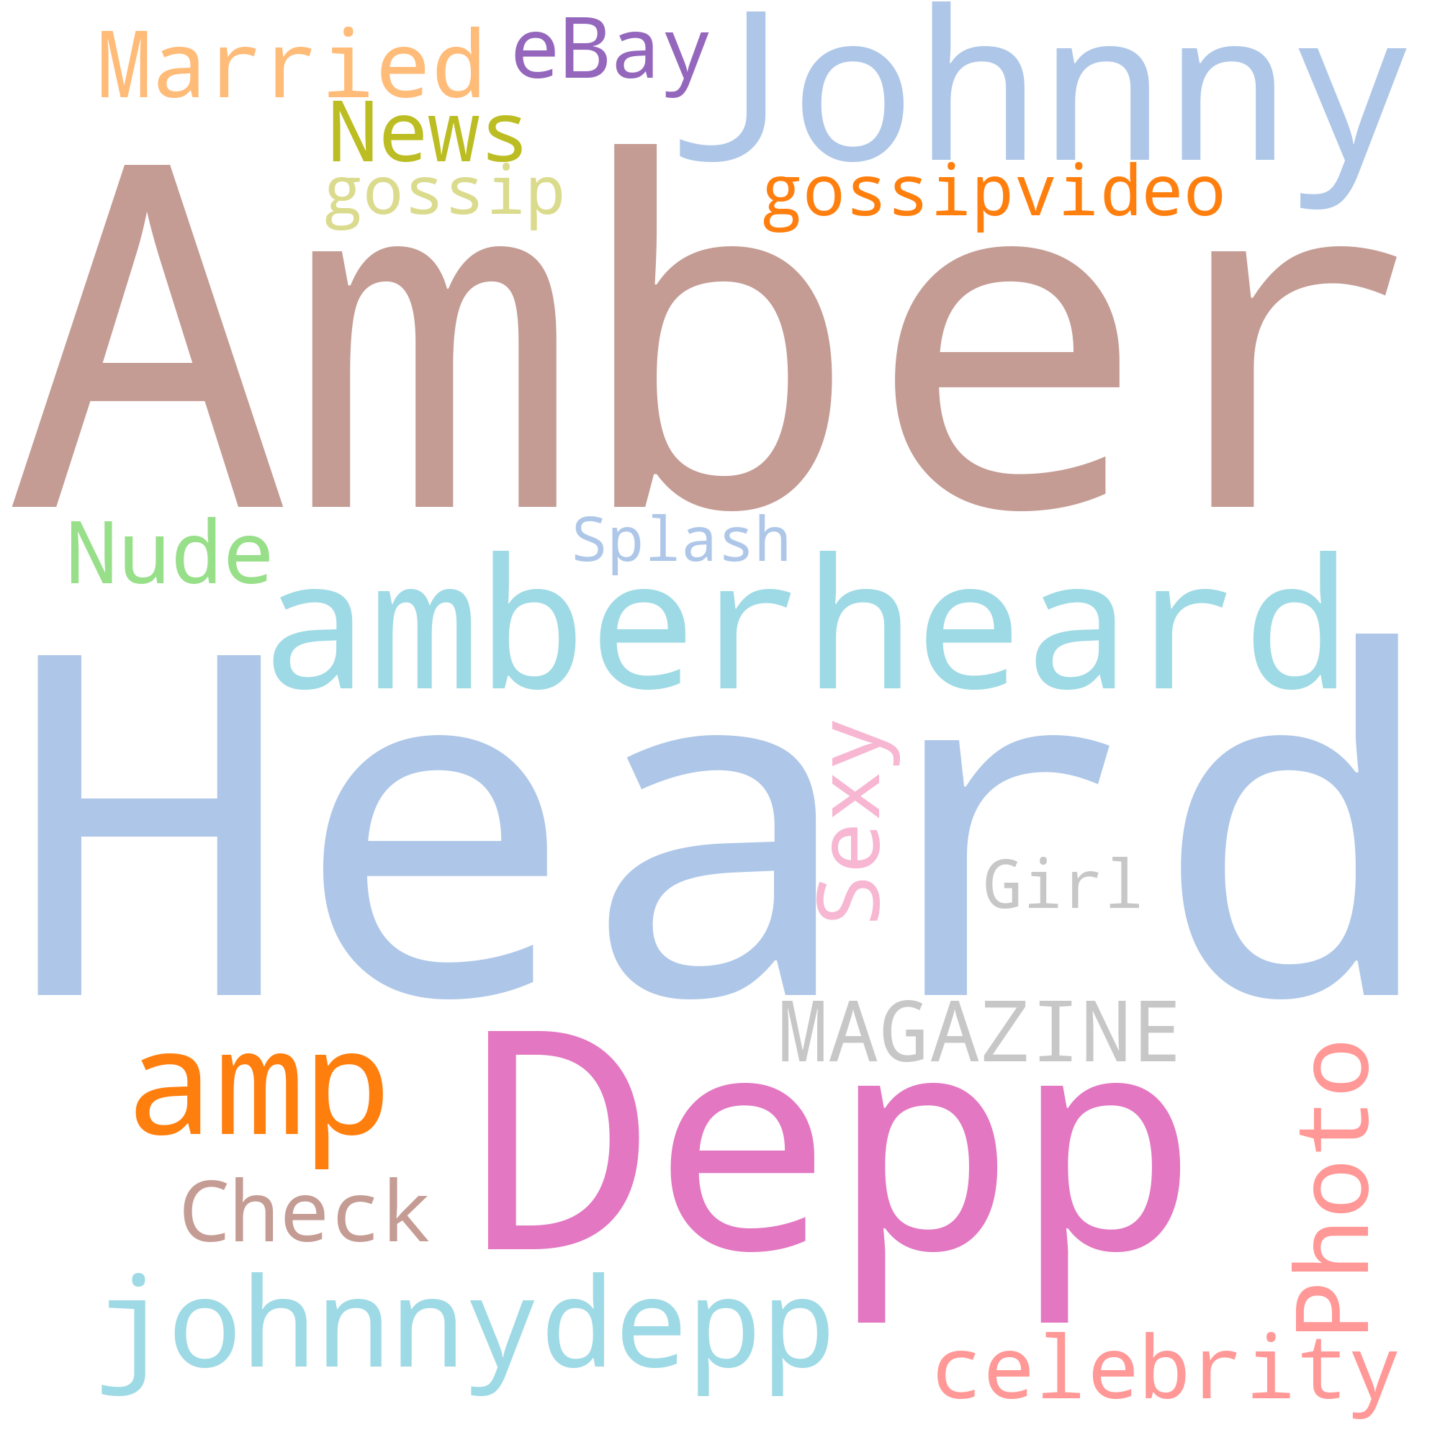 Married
eBay
Johnny
News
gossip
gossipvideo
Amber
Nude
Splash
amberheard
Heard
Sexy
Girl
MAGAZINE
amp
Depp
Photo
Check
johnnydepp
celebrity